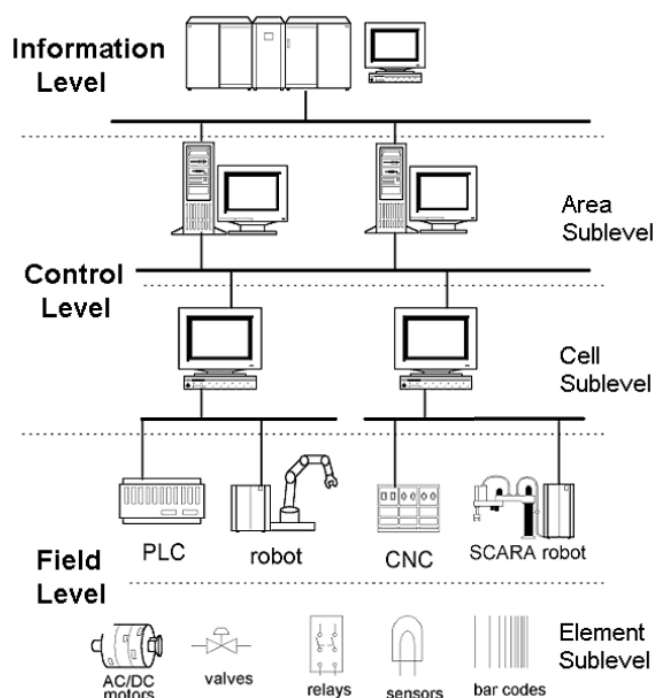 Information
Level
Area
Sublevel
Control
Level
Cell
Sublevel
PLC
robot
CNC
SCARA robot
Field
Level
AC/DC
motors
valves
relays
sensors
bar codes
Element
Sublevel